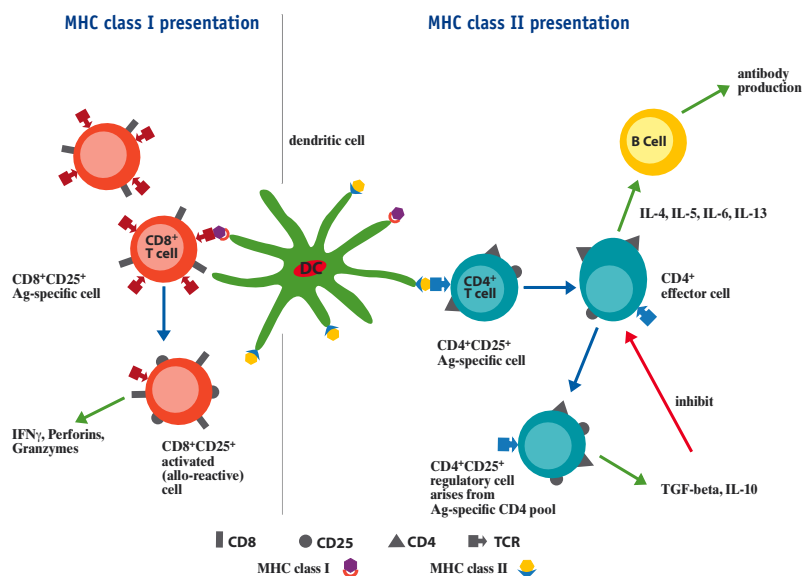 MHC class I presentation
MHC class II presentation
antibody
production
dendritic cell
B Cell
IL-4, IL-5, IL-6, IL-13
CD8⁺
T cell
DC
CD4⁺
T cell
CD8⁺CD25⁺
Ag-specific cell
CD4⁺
effector cell
CD4⁺CD25⁺
Ag-specific cell
inhibit
IFNγ, Perforins,
Granzymes
CD8⁺CD25⁺
activated
(allo-reactive)
cell
CD4⁺CD25⁺
regulatory cell
arises from
Ag-specific CD4 pool
TGF-beta, IL-10
CD8
CD25
CD4
TCR
MHC class I
MHC class II